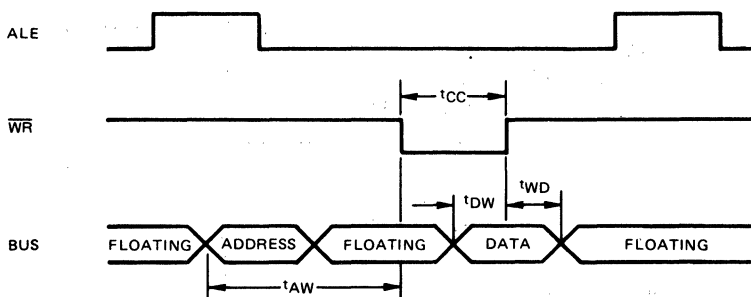 ALE
tCC
WR
tDW
tWD
BUS
FLOATING
ADDRESS
FLOATING
DATA
FLOATING
tAW